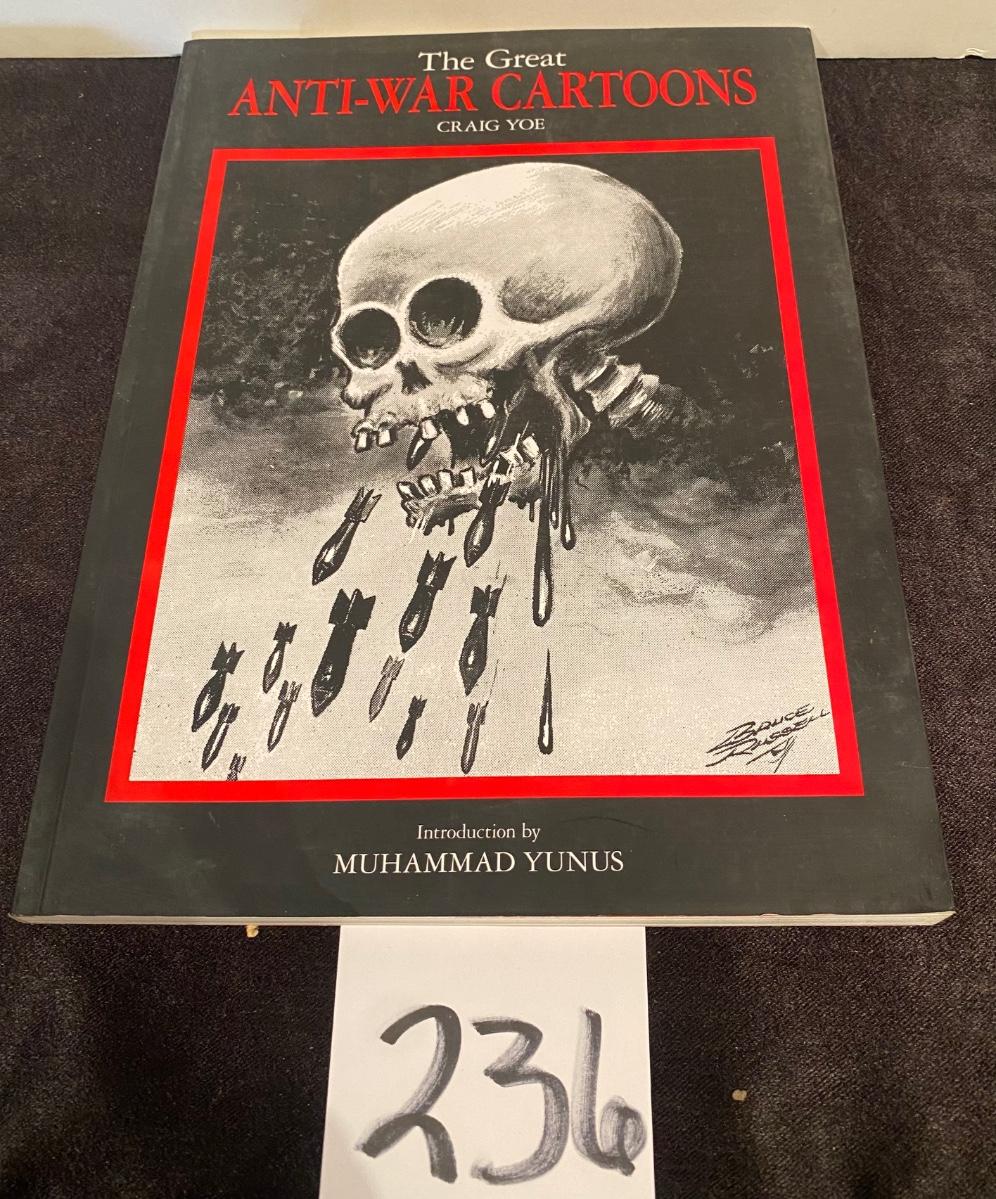 The Great
ANTI-WAR CARTOONS
CRAIG YOE
BRUCE
RUSSELL
Introduction by
MUHAMMAD YUNUS
236